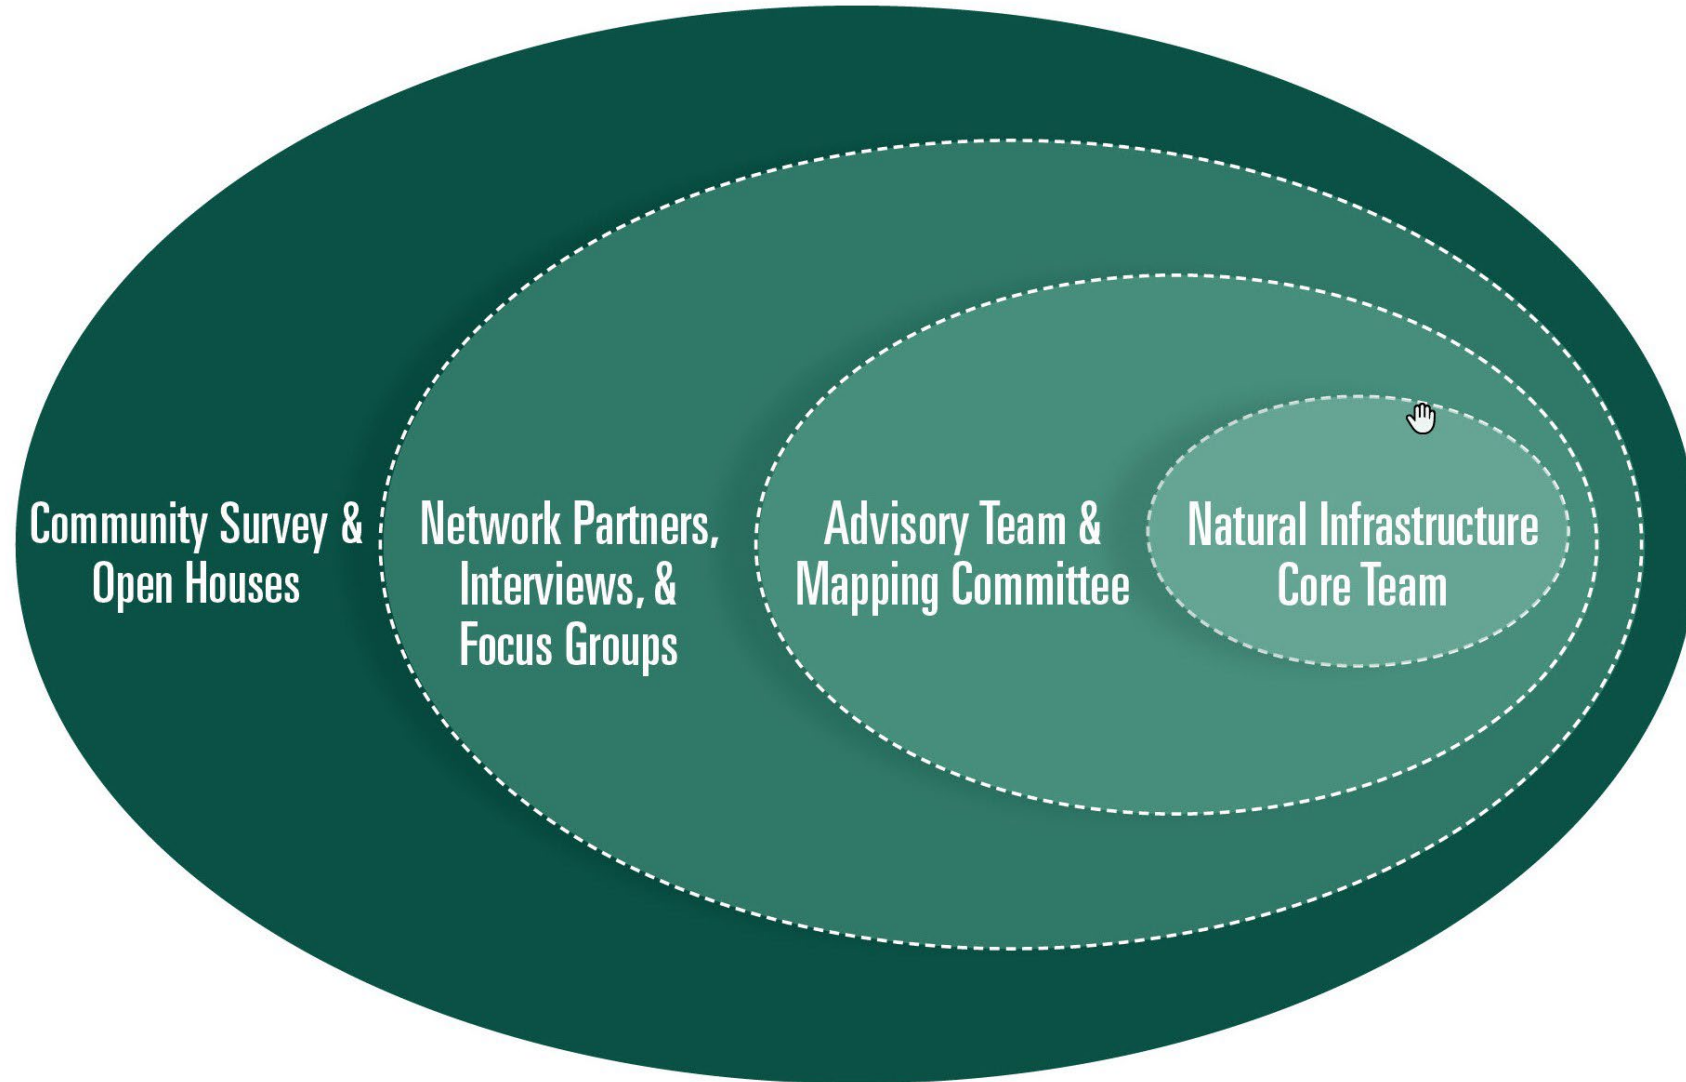 Community Survey &
Open Houses
Network Partners,
Interviews, &
Focus Groups
Advisory Team &
Mapping Committee
Natural Infrastructure
Core Team